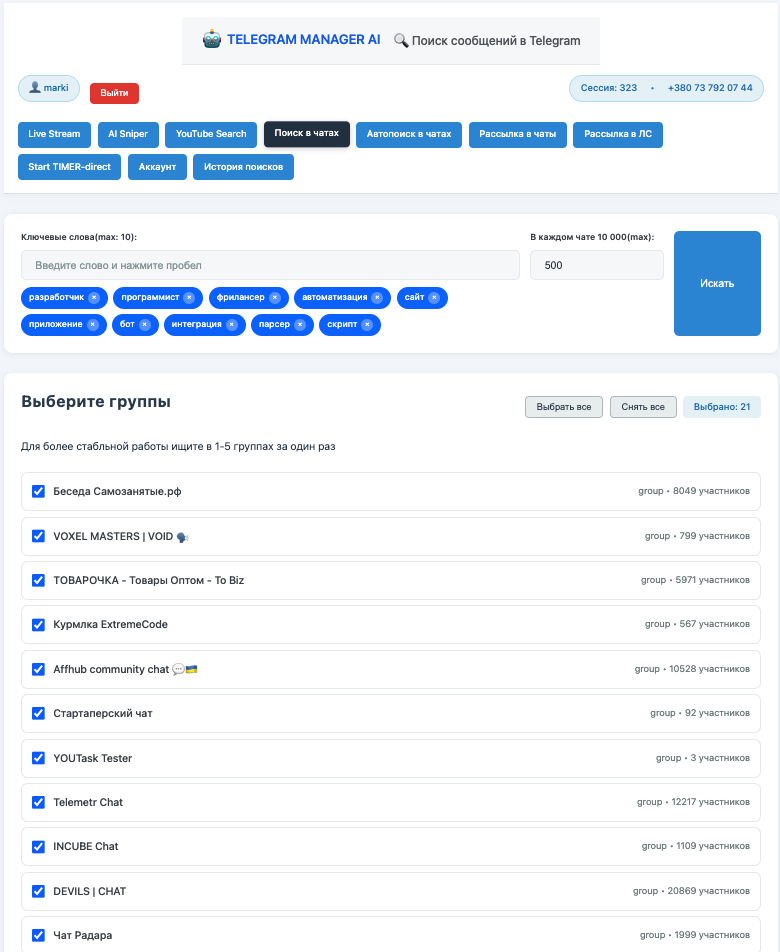 TELEGRAM MANAGER AI 🔍 Поиск сообщений в Telegram
marki Выйти Сессия: 323 • +380 73 792 07 44
Live Stream AI Sniper YouTube Search Поиск в чатах Автопоиск в чатах Рассылка в чаты Рассылка в ЛС
Start TIMER-direct Аккаунт История поисков
Ключевые слова(max: 10): В каждом чате 10 000(max):
Введите слово и нажмите пробел 500 Искать
разработчик × программист × фрилансер × автоматизация × сайт ×
приложение × бот × интеграция × парсер × скрипт ×
Выберите группы Выбрать все Снять все Выбрано: 21
Для более стабльной работы ищите в 1-5 группах за один раз
Беседа Самозанятые.рф group • 8049 участников
VOXEL MASTERS | VOID 🗣 group • 799 участников
ТОВАРОЧКА - Товары Оптом - To Biz group • 5971 участников
Курмлка ExtremeCode group • 567 участников
Affhub community chat 💬🇺🇦 group • 10528 участников
Стартаперский чат group • 92 участников
YOUTask Tester group • 3 участников
Telemetr Chat group • 12217 участников
INCUBE Chat group • 1109 участников
DEVILS | CHAT group • 20869 участников
Чат Радара group • 1999 участников